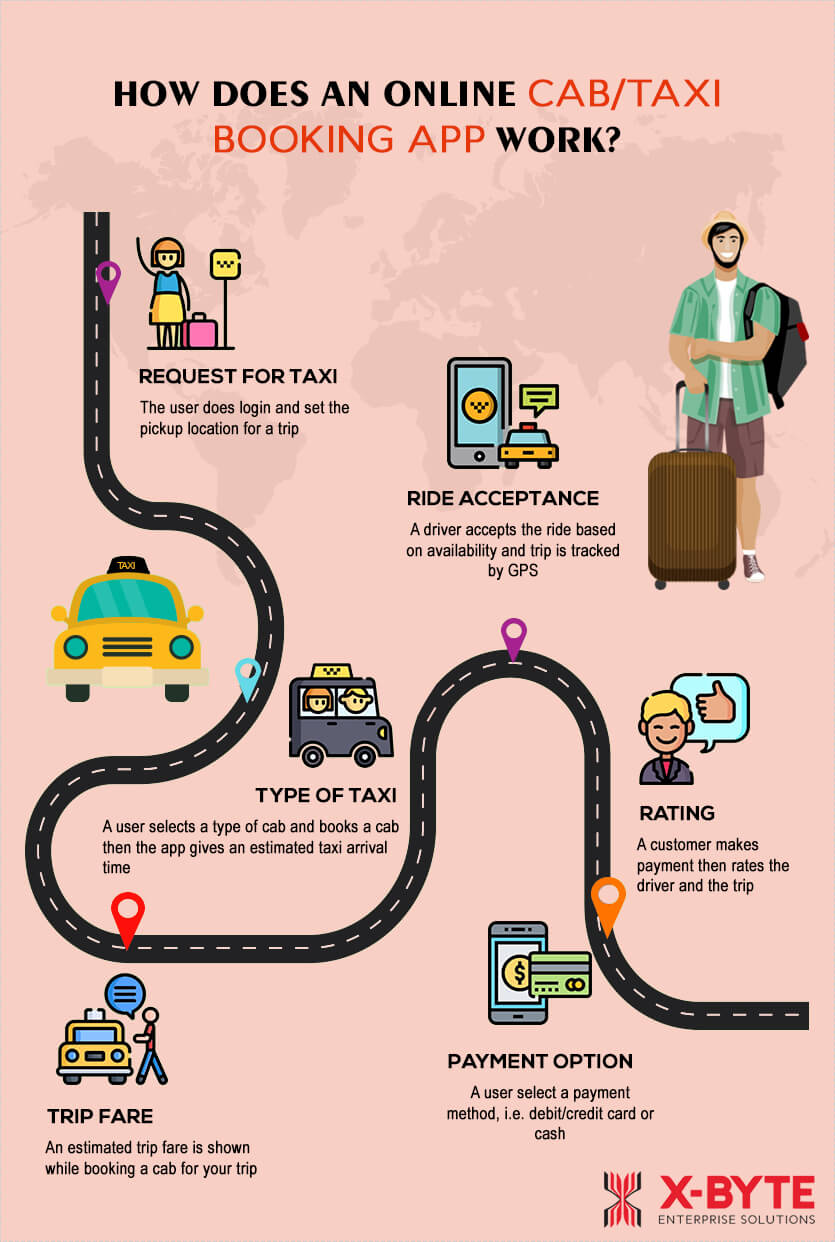 HOW DOES AN ONLINE CAB/TAXI
BOOKING APP WORK?
REQUEST FOR TAXI
The user does login and set the
pickup location for a trip
RIDE ACCEPTANCE
A driver accepts the ride based
on availability and trip is tracked
by GPS
TAXI
TYPE OF TAXI
A user selects a type of cab and books a cab
then the app gives an estimated taxi arrival
time
RATING
A customer makes
payment then rates the
driver and the trip
$
PAYMENT OPTION
A user select a payment
method, i.e. debit/credit card or
cash
TRIP FARE
An estimated trip fare is shown
while booking a cab for your trip
X-BYTE
ENTERPRISE SOLUTIONS